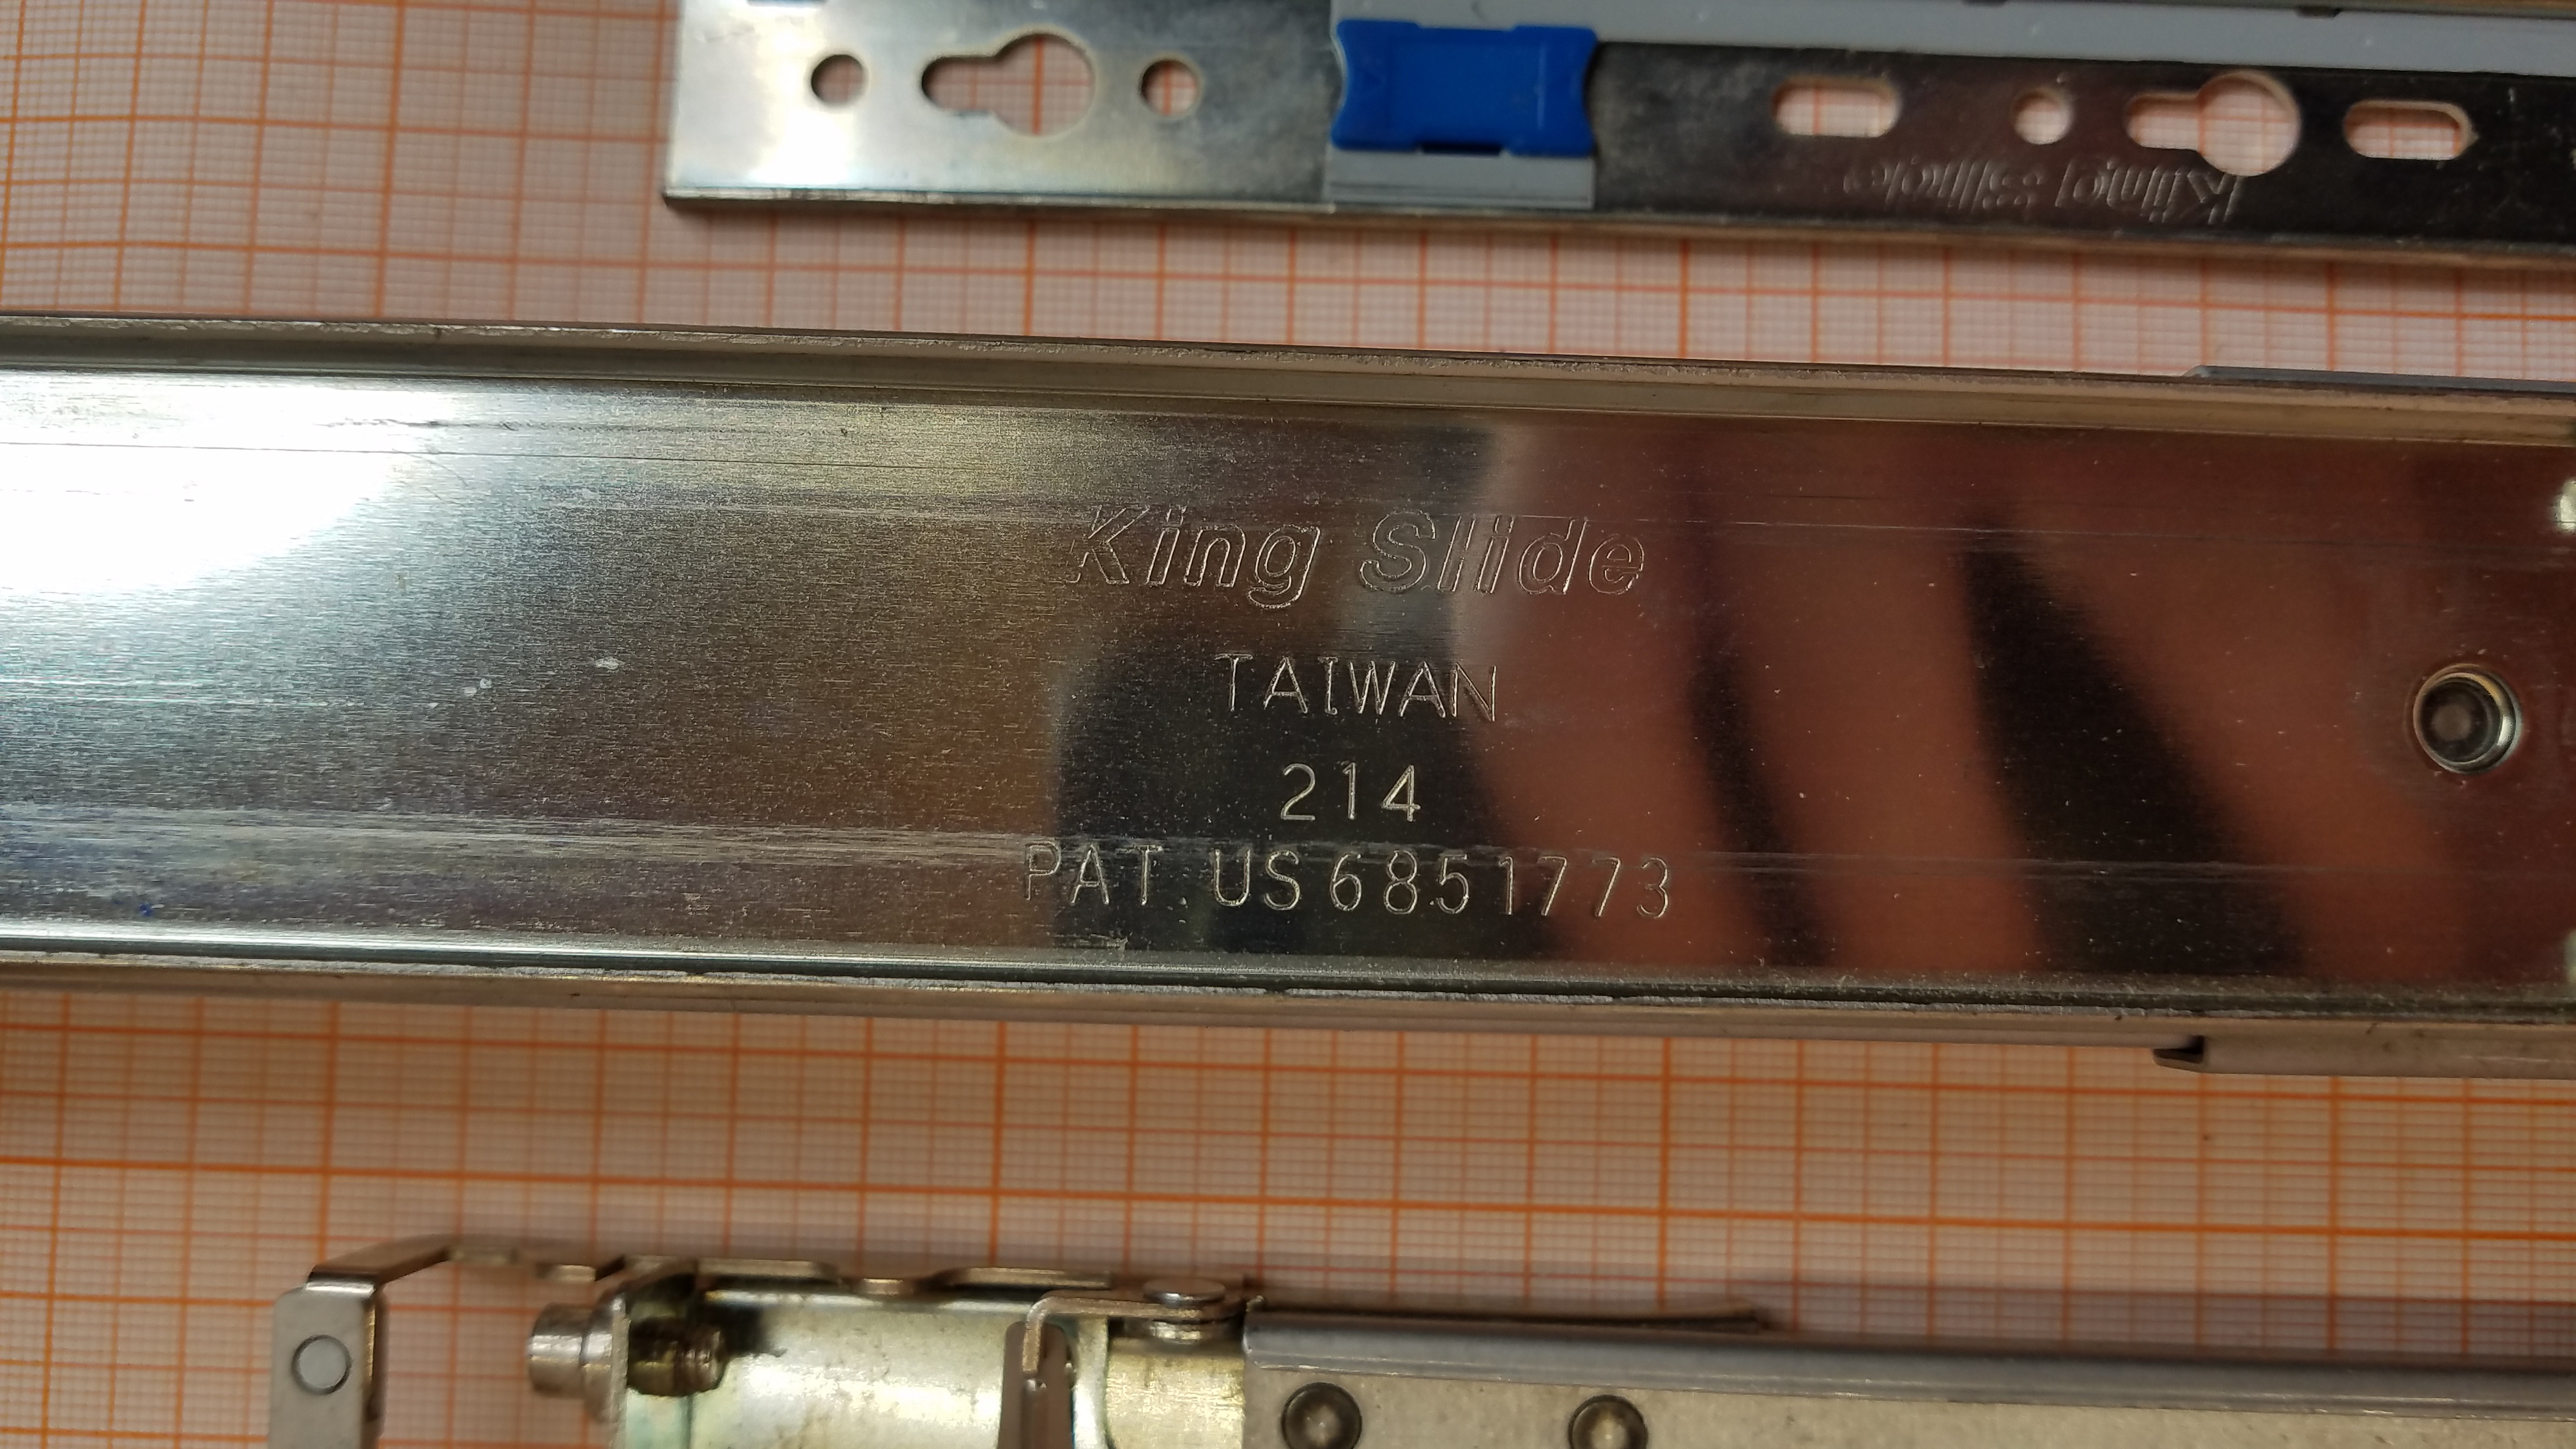 King Slide
King Slide
TAIWAN
214
PAT. US 6851773